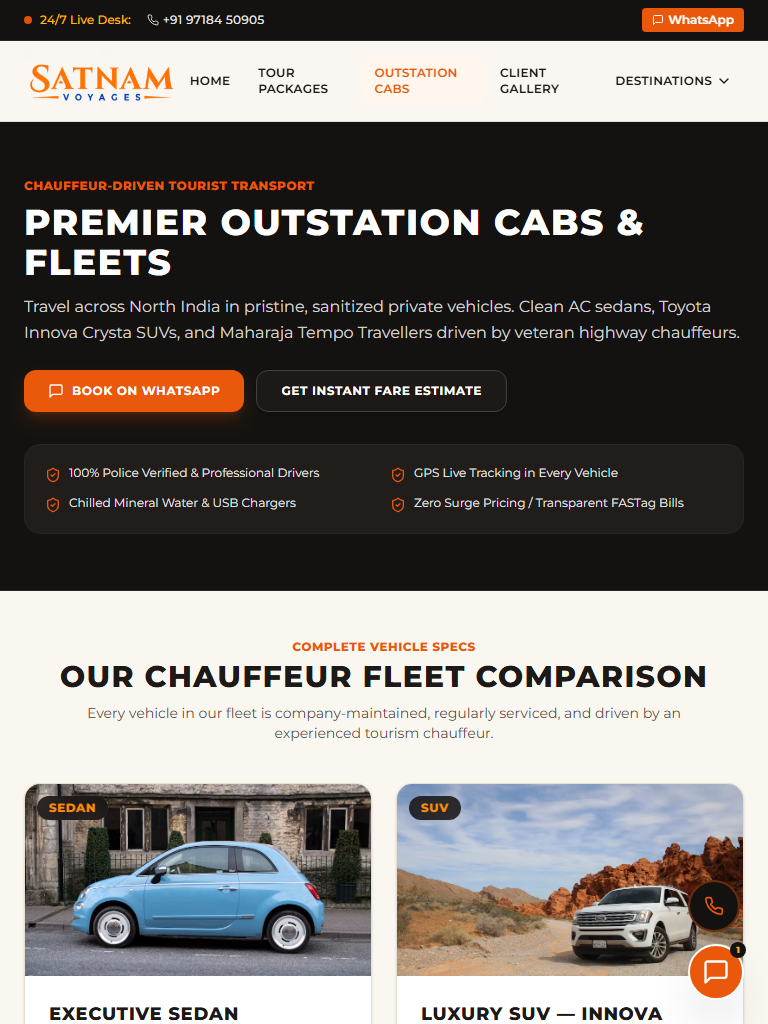 24/7 Live Desk: +91 97184 50905 WhatsApp
SATNAM
VOYAGES
HOME
TOUR
PACKAGES
OUTSTATION
CABS
CLIENT
GALLERY
DESTINATIONS
CHAUFFEUR-DRIVEN TOURIST TRANSPORT
PREMIER OUTSTATION CABS &
FLEETS
Travel across North India in pristine, sanitized private vehicles. Clean AC sedans, Toyota
Innova Crysta SUVs, and Maharaja Tempo Travellers driven by veteran highway chauffeurs.
BOOK ON WHATSAPP
GET INSTANT FARE ESTIMATE
100% Police Verified & Professional Drivers
GPS Live Tracking in Every Vehicle
Chilled Mineral Water & USB Chargers
Zero Surge Pricing / Transparent FASTag Bills
COMPLETE VEHICLE SPECS
OUR CHAUFFEUR FLEET COMPARISON
Every vehicle in our fleet is company-maintained, regularly serviced, and driven by an
experienced tourism chauffeur.
SEDAN
SUV
1
EXECUTIVE SEDAN
LUXURY SUV — INNOVA